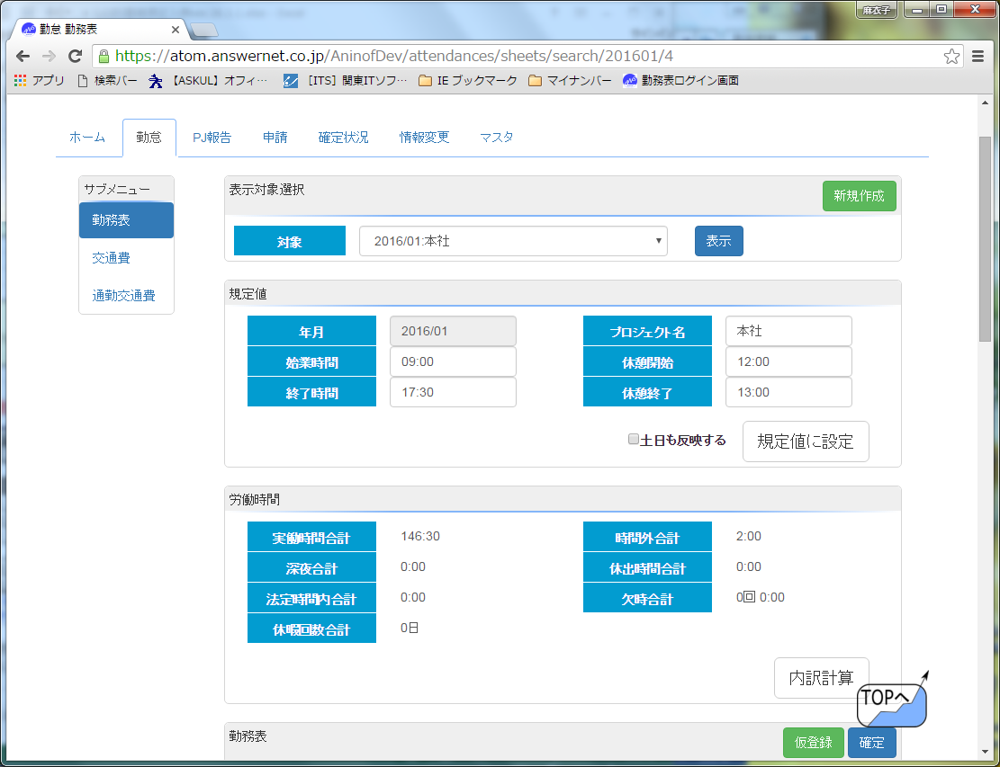 麻衣子
勤怠 勤務表
https://atom.answernet.co.jp/AninofDev/attendances/sheets/search/201601/4
アプリ 検索バー 【ASKUL】オフィ… [ITS] 関東ITソフ… IE ブックマーク マイナンバー 勤務表ログイン画面
ホーム 勤怠 PJ報告 申請 確定状況 情報変更 マスタ
サブメニュー
勤務表
交通費
通勤交通費
表示対象選択 新規作成
対象 2016/01:本社 表示
規定値
年月 2016/01 プロジェクト名 本社
始業時間 09:00 休憩開始 12:00
終了時間 17:30 休憩終了 13:00
土日も反映する 規定値に設定
労働時間
実働時間合計 146:30 時間外合計 2:00
深夜合計 0:00 休出時間合計 0:00
法定時間内合計 0:00 欠時合計 0回 0:00
休暇回数合計 0日
内訳計算
TOPへ
勤務表 仮登録 確定